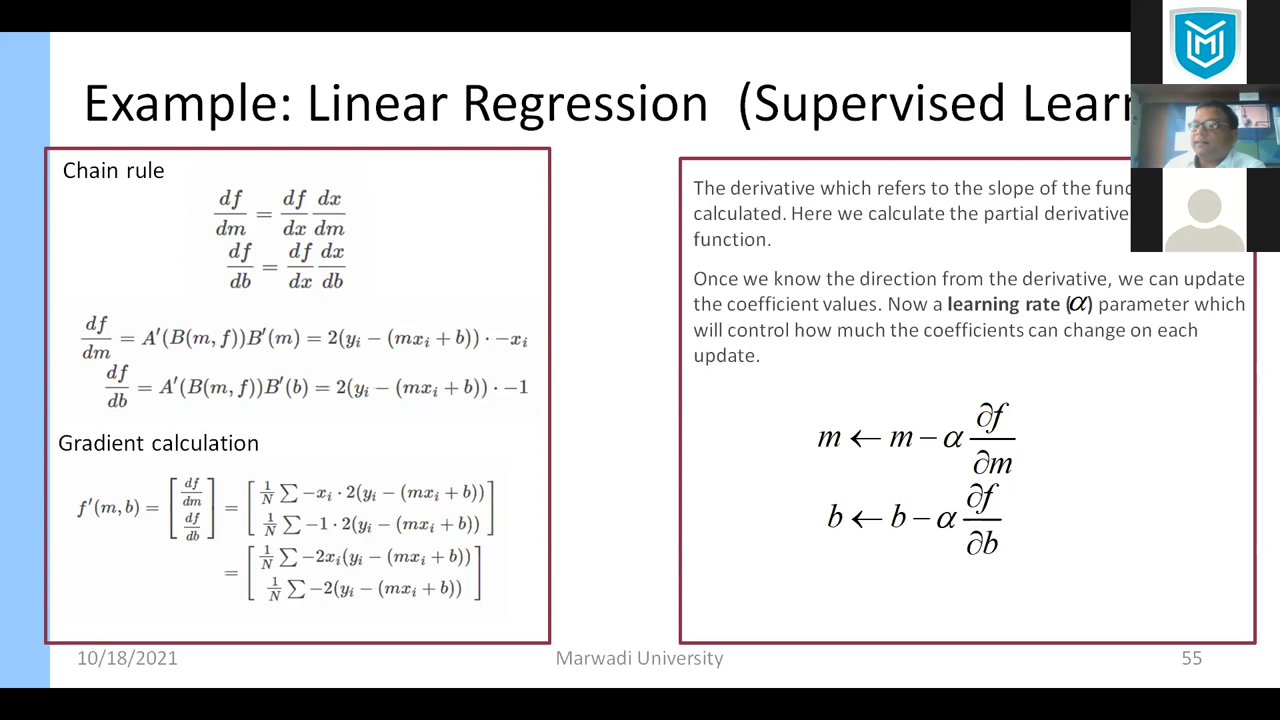 Example: Linear Regression (Supervised Learn
Chain rule
df/dm = df/dx dx/dm
df/db = df/dx dx/db
df/dm = A′(B(m, f))B′(m) = 2(yᵢ − (mxᵢ + b)) · −xᵢ
df/db = A′(B(m, f))B′(b) = 2(yᵢ − (mxᵢ + b)) · −1
Gradient calculation
f′(m, b) = [df/dm df/db] = [1/N ∑ −xᵢ · 2(yᵢ − (mxᵢ + b))
1/N ∑ −1 · 2(yᵢ − (mxᵢ + b))]
= [1/N ∑ −2xᵢ(yᵢ − (mxᵢ + b))
1/N ∑ −2(yᵢ − (mxᵢ + b))]
The derivative which refers to the slope of the func
calculated. Here we calculate the partial derivative
function.
Once we know the direction from the derivative, we can update
the coefficient values. Now a learning rate (α) parameter which
will control how much the coefficients can change on each
update.
m ← m − α ∂f/∂m
b ← b − α ∂f/∂b
10/18/2021
Marwadi University
55